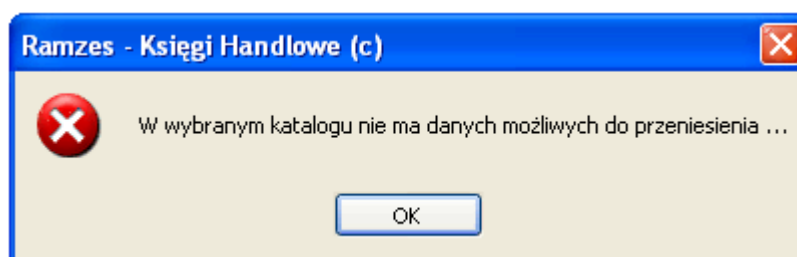 Ramzes - Księgi Handlowe (c)
W wybranym katalogu nie ma danych możliwych do przeniesienia ...
OK